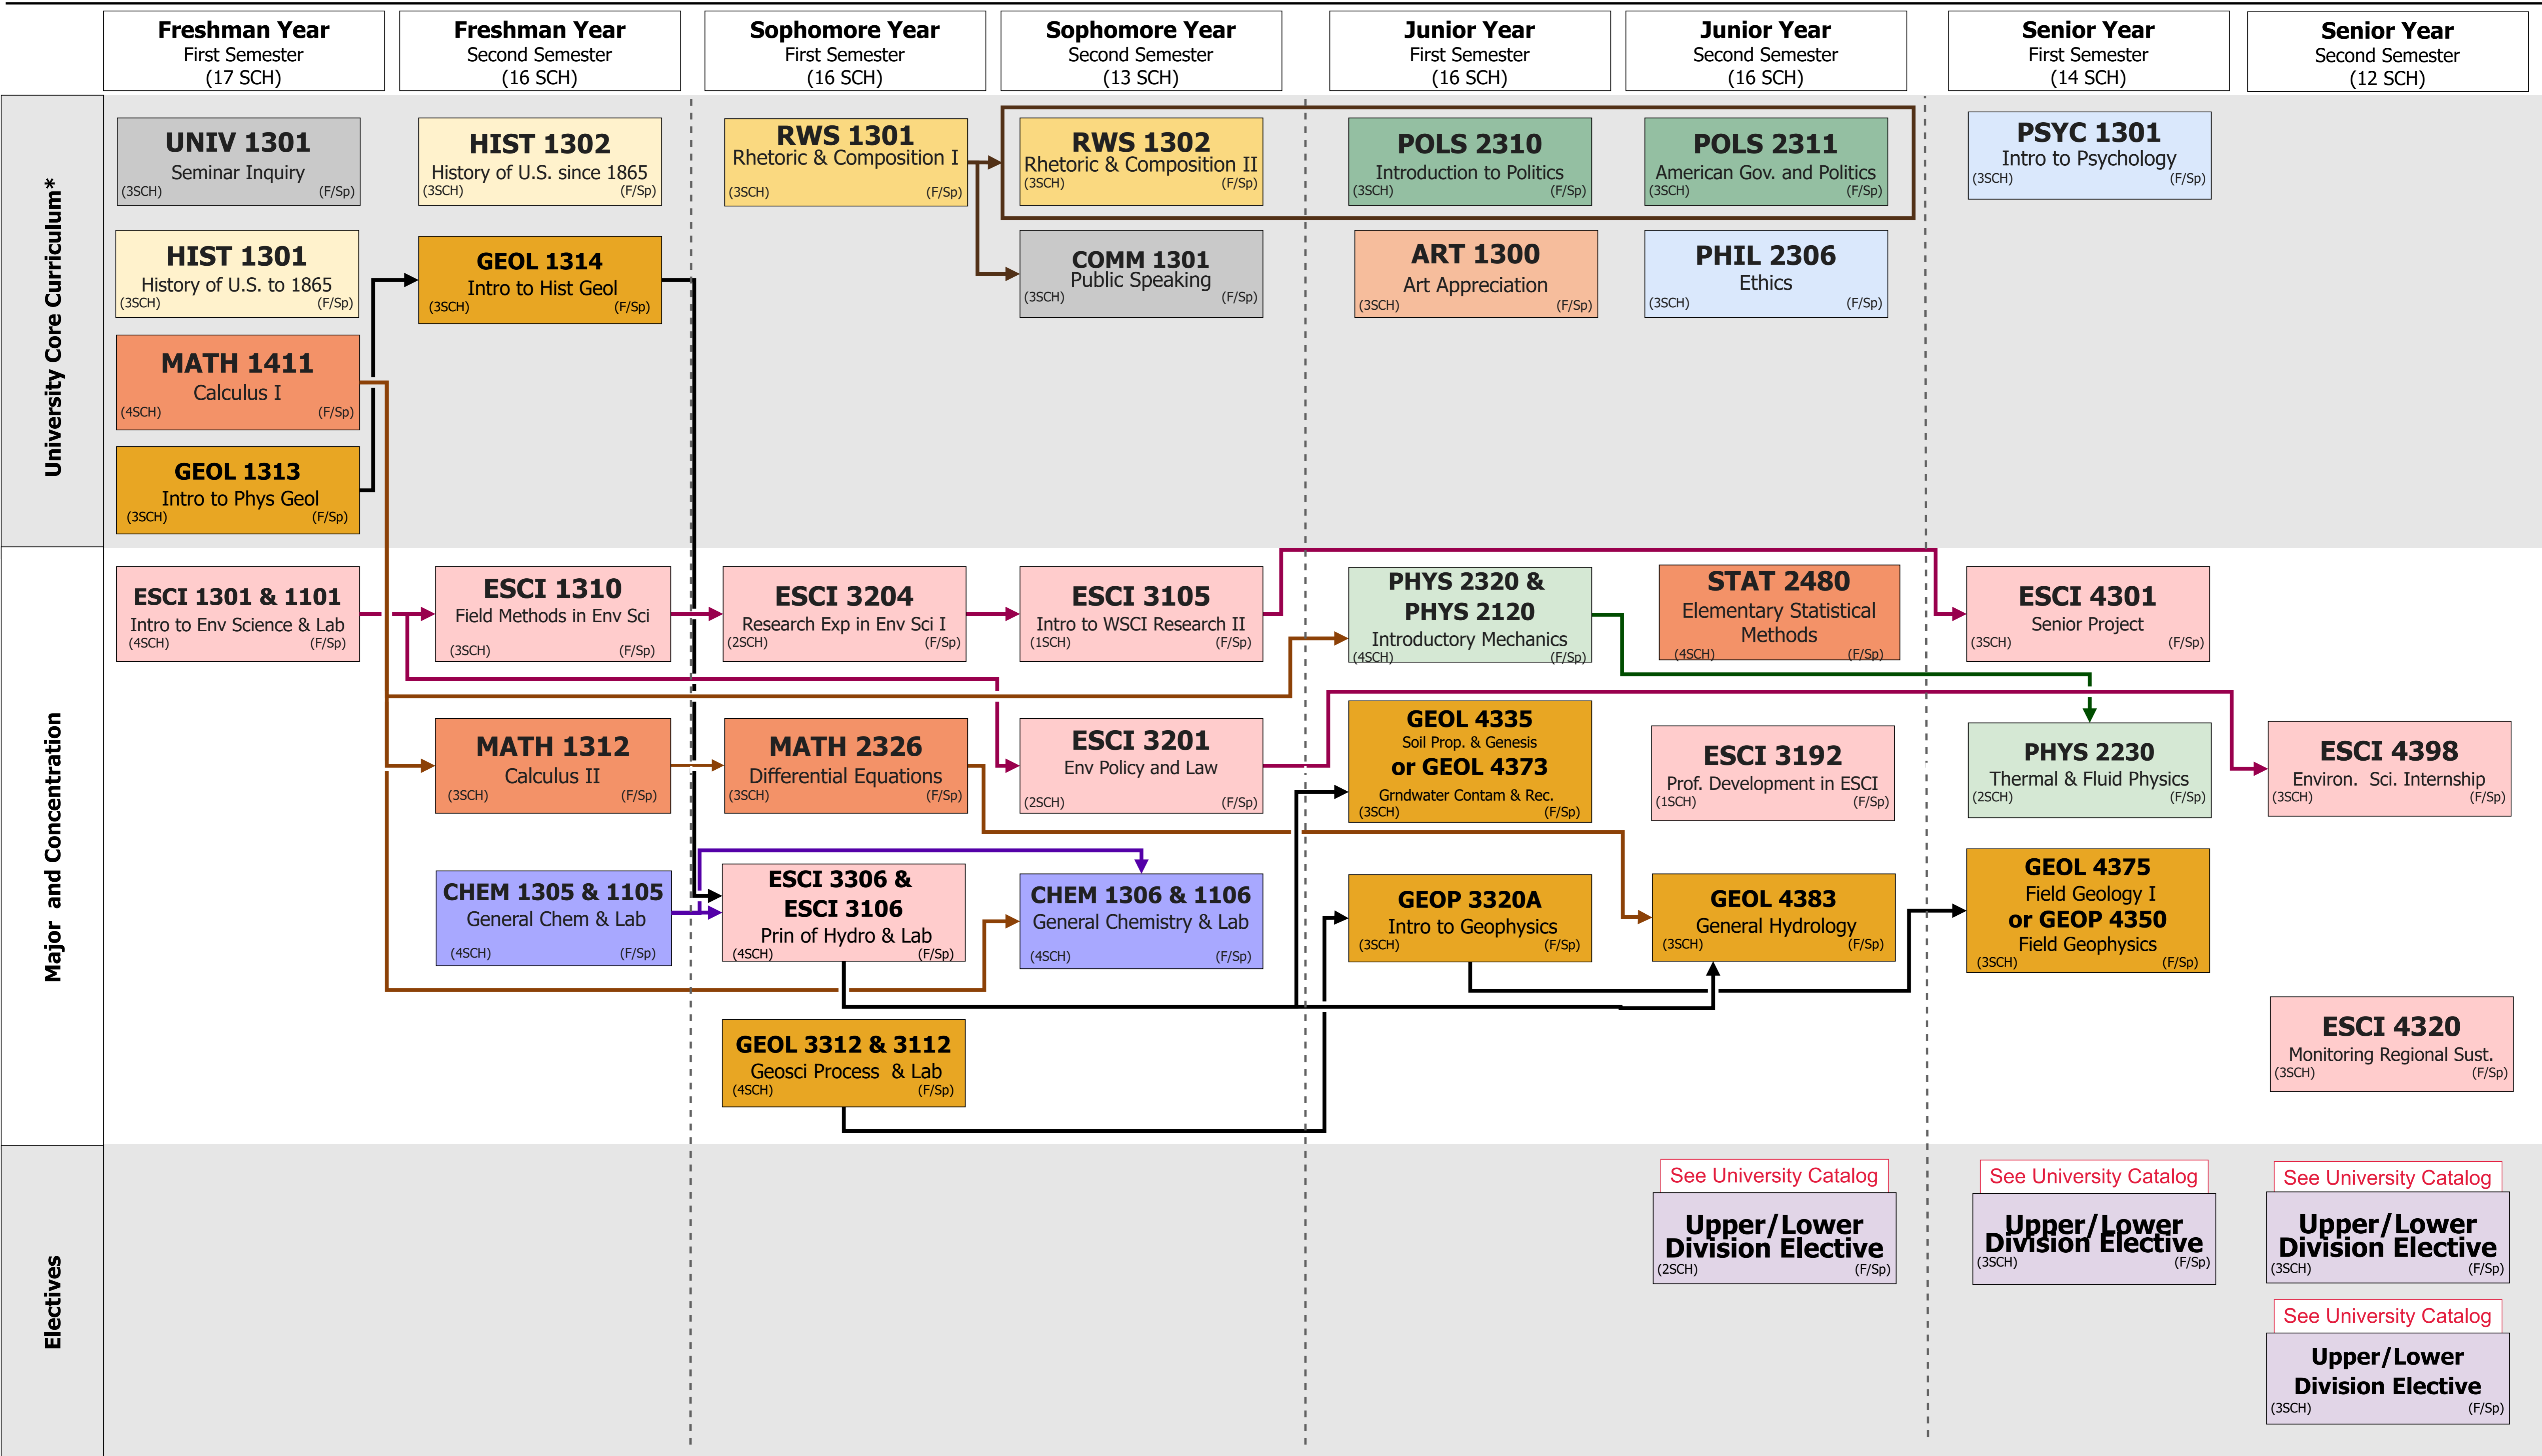 Freshman Year
First Semester
(17 SCH)
Freshman Year
Second Semester
(16 SCH)
Sophomore Year
First Semester
(16 SCH)
Sophomore Year
Second Semester
(13 SCH)
Junior Year
First Semester
(16 SCH)
Junior Year
Second Semester
(16 SCH)
Senior Year
First Semester
(14 SCH)
Senior Year
Second Semester
(12 SCH)
University Core Curriculum*
UNIV 1301
Seminar Inquiry
(3SCH) (F/Sp)
HIST 1302
History of U.S. since 1865
(3SCH) (F/Sp)
RWS 1301
Rhetoric & Composition I
(3SCH) (F/Sp)
RWS 1302
Rhetoric & Composition II
(3SCH) (F/Sp)
POLS 2310
Introduction to Politics
(3SCH) (F/Sp)
POLS 2311
American Gov. and Politics
(3SCH) (F/Sp)
PSYC 1301
Intro to Psychology
(3SCH) (F/Sp)
HIST 1301
History of U.S. to 1865
(3SCH) (F/Sp)
GEOL 1314
Intro to Hist Geol
(3SCH) (F/Sp)
COMM 1301
Public Speaking
(3SCH) (F/Sp)
ART 1300
Art Appreciation
(3SCH) (F/Sp)
PHIL 2306
Ethics
(3SCH) (F/Sp)
MATH 1411
Calculus I
(4SCH) (F/Sp)
GEOL 1313
Intro to Phys Geol
(3SCH) (F/Sp)
Major and Concentration
ESCI 1301 & 1101
Intro to Env Science & Lab
(4SCH) (F/Sp)
ESCI 1310
Field Methods in Env Sci
(3SCH) (F/Sp)
ESCI 3204
Research Exp in Env Sci I
(2SCH) (F/Sp)
ESCI 3105
Intro to WSCI Research II
(1SCH) (F/Sp)
PHYS 2320 &
PHYS 2120
Introductory Mechanics
(4SCH) (F/Sp)
STAT 2480
Elementary Statistical
Methods
(4SCH) (F/Sp)
ESCI 4301
Senior Project
(3SCH) (F/Sp)
MATH 1312
Calculus II
(3SCH) (F/Sp)
MATH 2326
Differential Equations
(3SCH) (F/Sp)
ESCI 3201
Env Policy and Law
(2SCH) (F/Sp)
GEOL 4335
Soil Prop. & Genesis
or GEOL 4373
Grndwater Contam & Rec.
(3SCH) (F/Sp)
ESCI 3192
Prof. Development in ESCI
(1SCH) (F/Sp)
PHYS 2230
Thermal & Fluid Physics
(2SCH) (F/Sp)
ESCI 4398
Environ. Sci. Internship
(3SCH) (F/Sp)
CHEM 1305 & 1105
General Chem & Lab
(4SCH) (F/Sp)
ESCI 3306 &
ESCI 3106
Prin of Hydro & Lab
(4SCH) (F/Sp)
CHEM 1306 & 1106
General Chemistry & Lab
(4SCH) (F/Sp)
GEOP 3320A
Intro to Geophysics
(3SCH) (F/Sp)
GEOL 4383
General Hydrology
(3SCH) (F/Sp)
GEOL 4375
Field Geology I
or GEOP 4350
Field Geophysics
(3SCH) (F/Sp)
GEOL 3312 & 3112
Geosci Process & Lab
(4SCH) (F/Sp)
ESCI 4320
Monitoring Regional Sust.
(3SCH) (F/Sp)
Electives
See University Catalog
Upper/Lower
Division Elective
(2SCH) (F/Sp)
See University Catalog
Upper/Lower
Division Elective
(3SCH) (F/Sp)
See University Catalog
Upper/Lower
Division Elective
(3SCH) (F/Sp)
See University Catalog
Upper/Lower
Division Elective
(3SCH) (F/Sp)